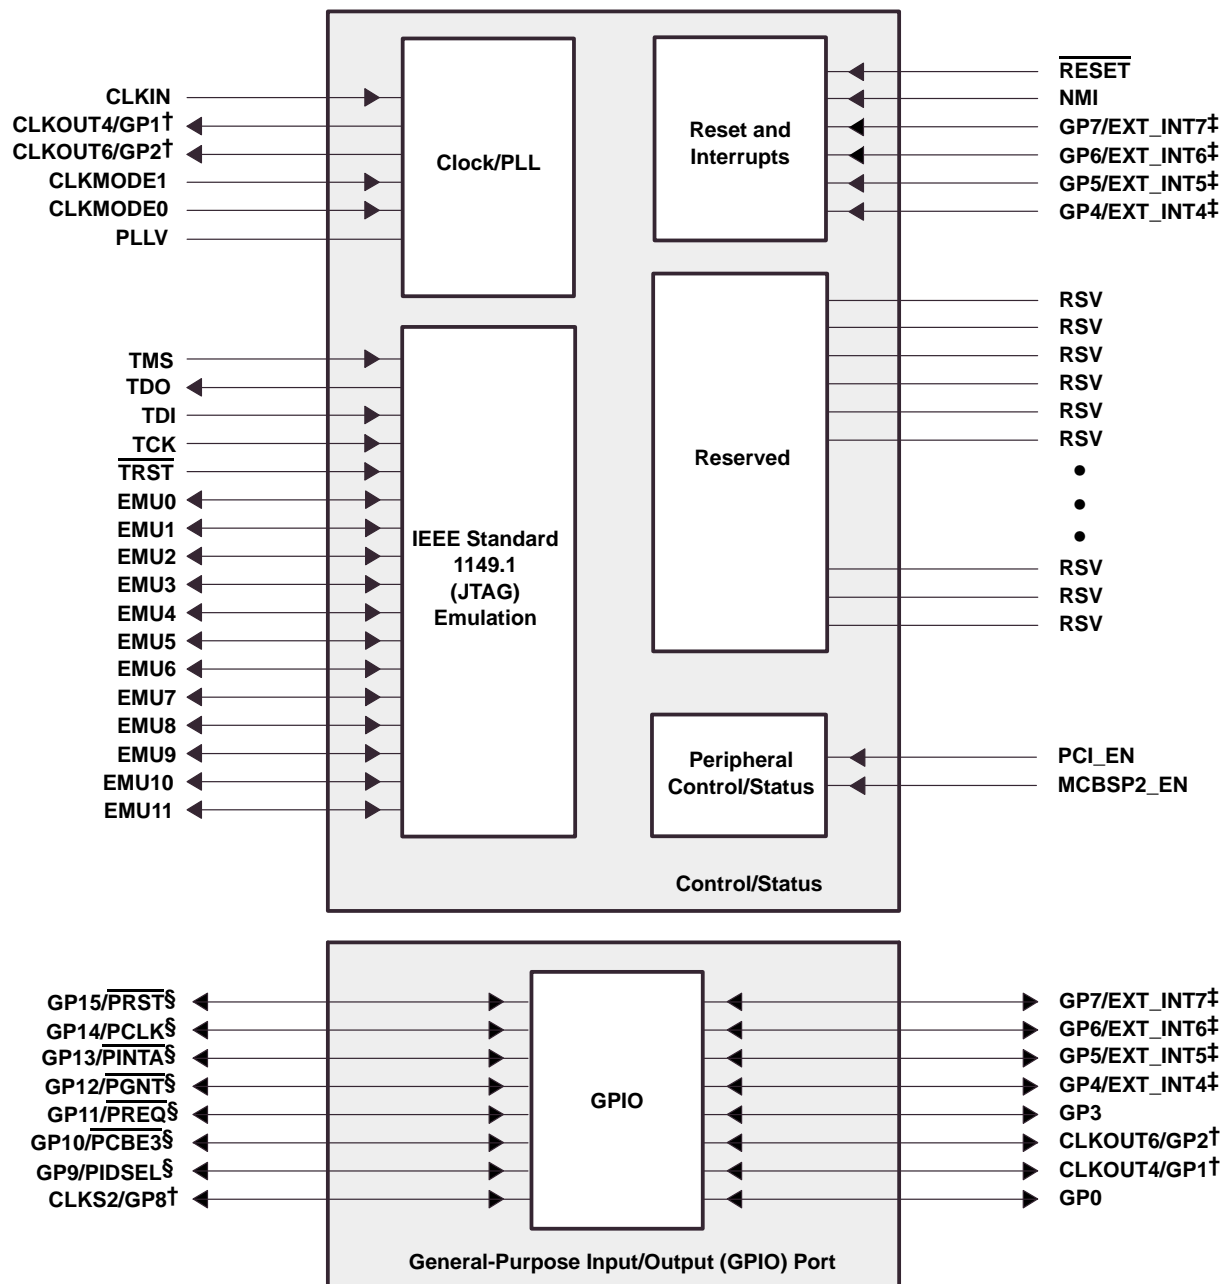 CLKIN
CLKOUT4/GP1†
CLKOUT6/GP2†
CLKMODE1
CLKMODE0
PLLV
Clock/PLL
Reset and
Interrupts
RESET
NMI
GP7/EXT_INT7‡
GP6/EXT_INT6‡
GP5/EXT_INT5‡
GP4/EXT_INT4‡
TMS
TDO
TDI
TCK
TRST
EMU0
EMU1
EMU2
EMU3
EMU4
EMU5
EMU6
EMU7
EMU8
EMU9
EMU10
EMU11
IEEE Standard
1149.1
(JTAG)
Emulation
Reserved
RSV
RSV
RSV
RSV
RSV
RSV
•
•
•
RSV
RSV
RSV
Peripheral
Control/Status
PCI_EN
MCBSP2_EN
Control/Status
GP15/PRST§
GP14/PCLK§
GP13/PINTA§
GP12/PGNT§
GP11/PREQ§
GP10/PCBE3§
GP9/PIDSEL§
CLKS2/GP8†
GPIO
GP7/EXT_INT7‡
GP6/EXT_INT6‡
GP5/EXT_INT5‡
GP4/EXT_INT4‡
GP3
CLKOUT6/GP2†
CLKOUT4/GP1†
GP0
General-Purpose Input/Output (GPIO) Port